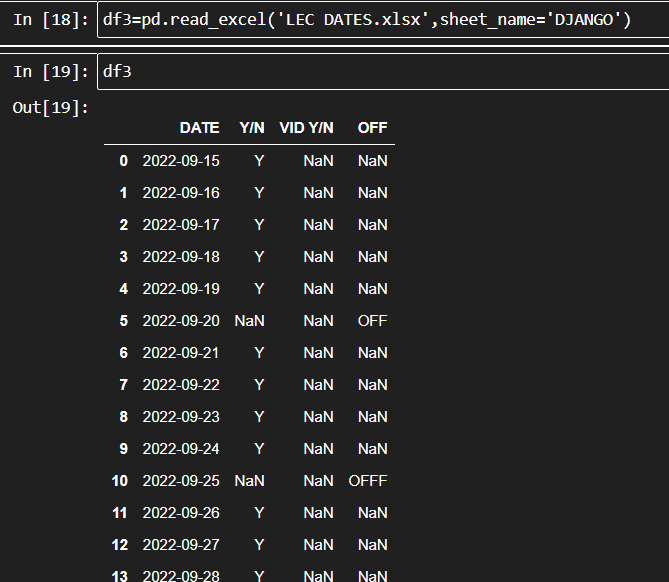 In [18]: df3=pd.read_excel('LEC DATES.xlsx',sheet_name='DJANGO')
In [19]: df3
Out[19]:
DATE Y/N VID Y/N OFF
0 2022-09-15 Y NaN NaN
1 2022-09-16 Y NaN NaN
2 2022-09-17 Y NaN NaN
3 2022-09-18 Y NaN NaN
4 2022-09-19 Y NaN NaN
5 2022-09-20 NaN NaN OFF
6 2022-09-21 Y NaN NaN
7 2022-09-22 Y NaN NaN
8 2022-09-23 Y NaN NaN
9 2022-09-24 Y NaN NaN
10 2022-09-25 NaN NaN OFFF
11 2022-09-26 Y NaN NaN
12 2022-09-27 Y NaN NaN
13 2022-09-28 Y NaN NaN